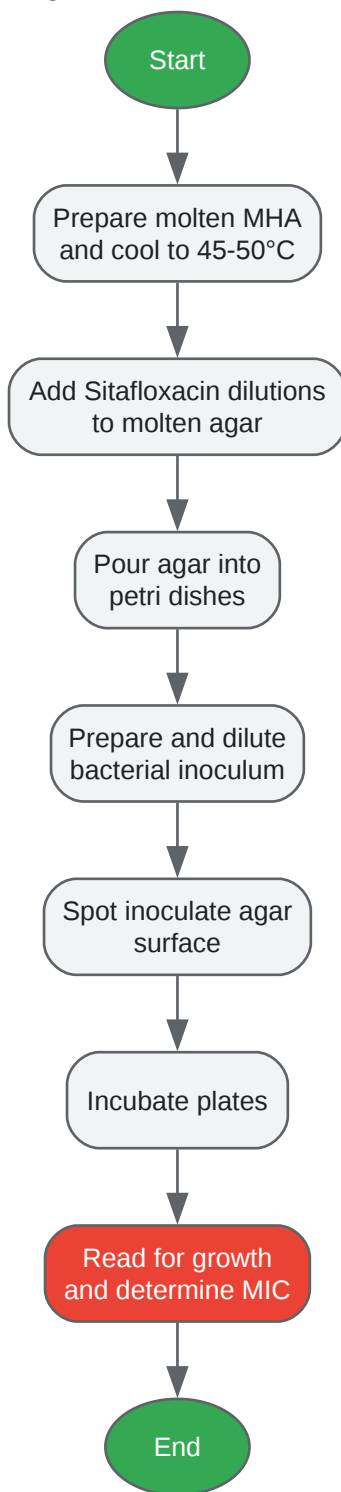 Start
Prepare molten MHA
and cool to 45-50°C
Add Sitafloxacin dilutions
to molten agar
Pour agar into
petri dishes
Prepare and dilute
bacterial inoculum
Spot inoculate agar
surface
Incubate plates
Read for growth
and determine MIC
End